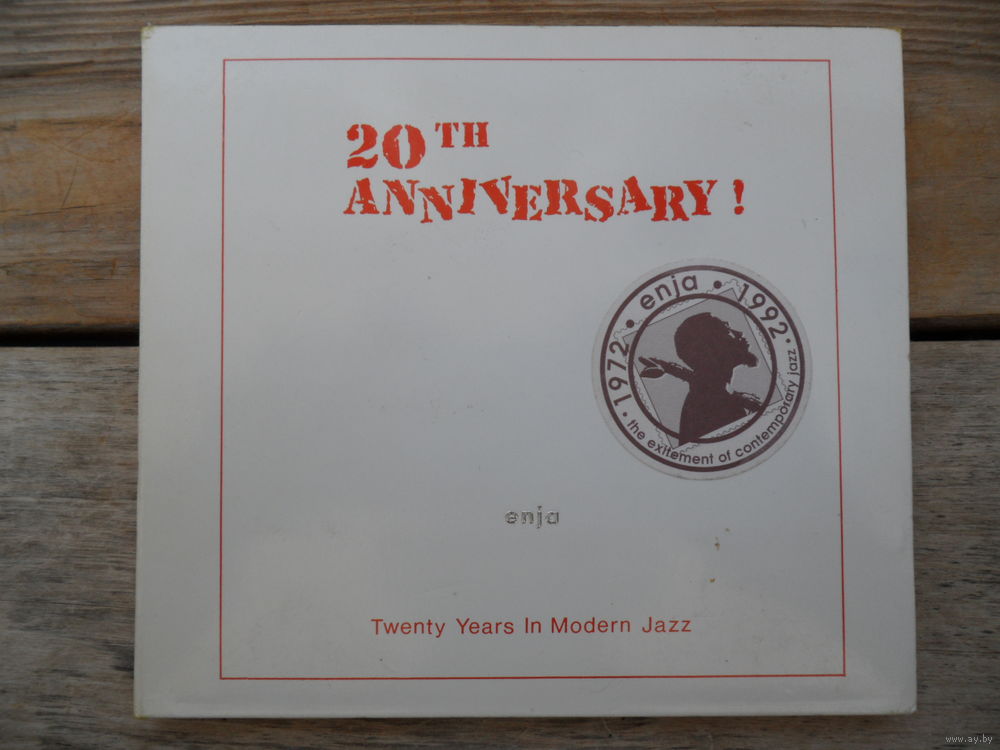 20TH
ANNIVERSARY!
• 1972 • enja • 1992 •
the exitement of contemporary jazz
enja
Twenty Years In Modern Jazz
www.ay.by